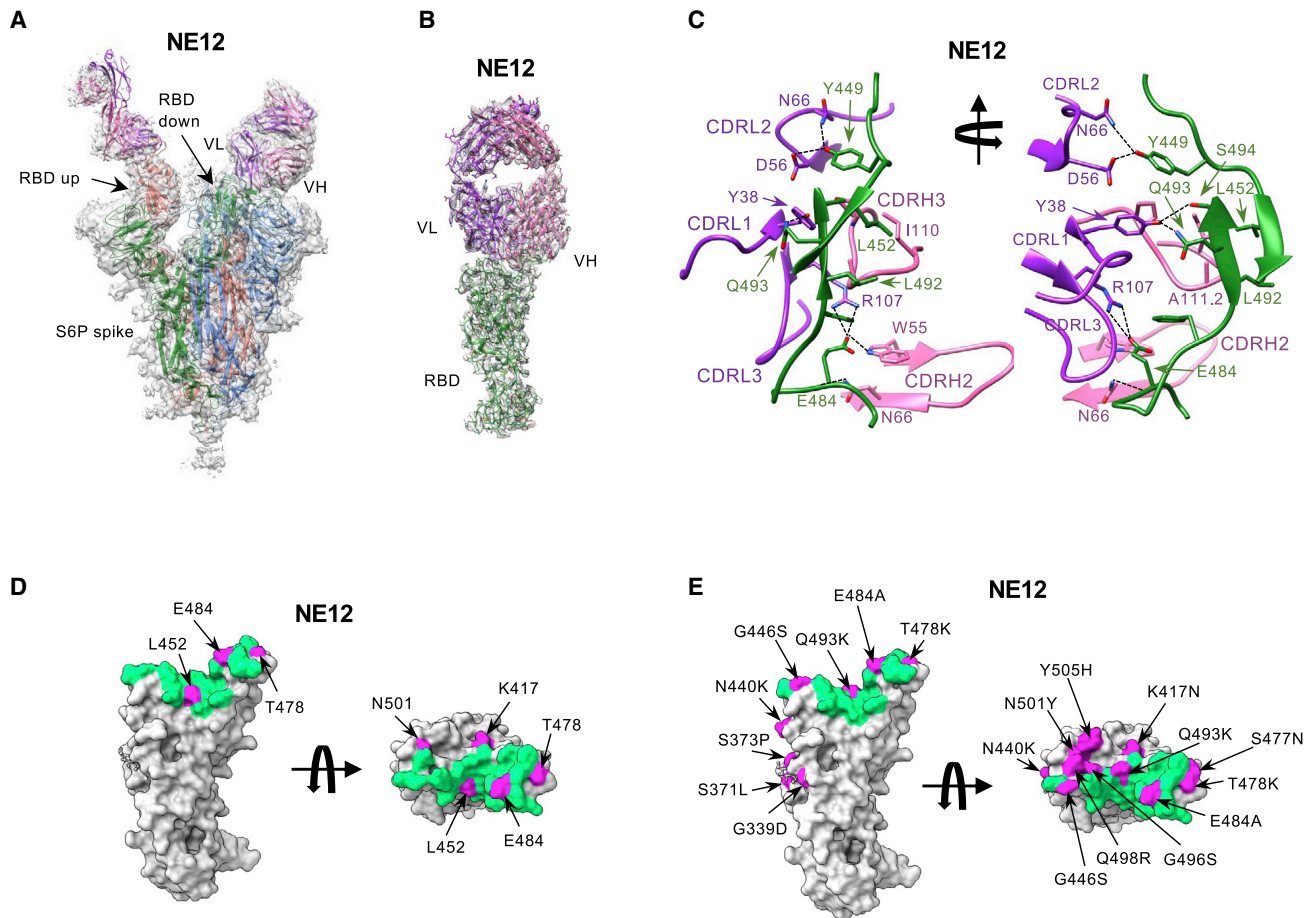 A
NE12
RBD
down
VL
RBD up
VH
S6P spike
B
NE12
VL
VH
RBD
C
NE12
N66
Y449
CDRL2
D56
Y38
CDRH3
CDRL1
I110
L452
Q493
L492
R107
W55
CDRL3
CDRH2
E484
N66
CDRL2
N66
Y449
S494
D56
Q493
L452
Y38
CDRL1
R107
A111.2
L492
CDRL3
CDRH2
E484
N66
D
NE12
E484
L452
T478
N501
K417
T478
L452
E484
E
NE12
E484A
G446S
Q493K
T478K
N440K
S373P
S371L
G339D
Y505H
N501Y
K417N
N440K
Q493K
S477N
T478K
E484A
Q498R
G496S
G446S